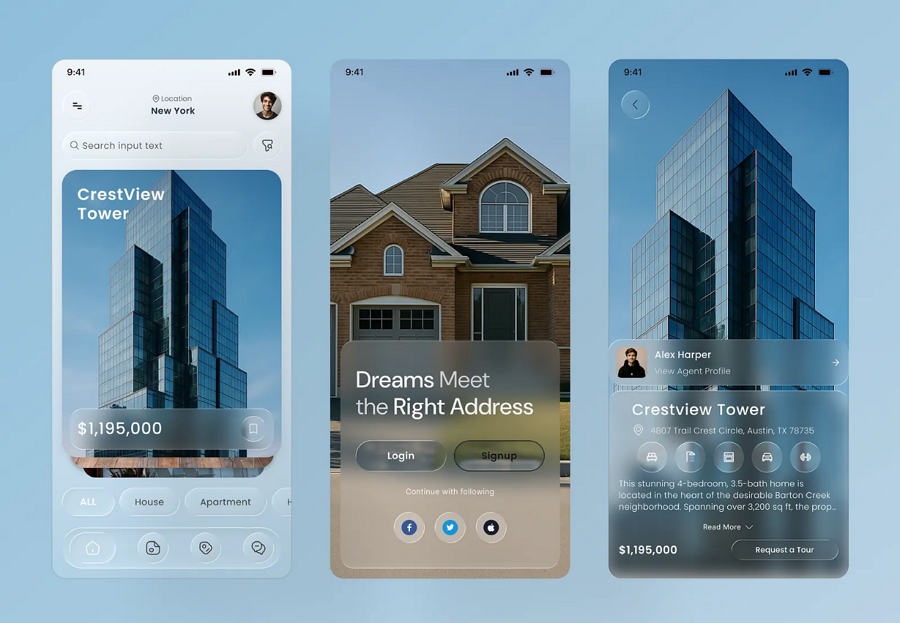 9:41
Location
New York
Search input text
CrestView
Tower
$1,195,000
ALL
House
Apartment
H
9:41
Dreams Meet
the Right Address
Login
Signup
Continue with following
9:41
Alex Harper
View Agent Profile
Crestview Tower
4807 Trail Crest Circle, Austin, TX 78735
This stunning 4-bedroom, 3.5-bath home is
located in the heart of the desirable Barton Creek
neighborhood. Spanning over 3,200 sq ft, the prop...
Read More
$1,195,000
Request a Tour